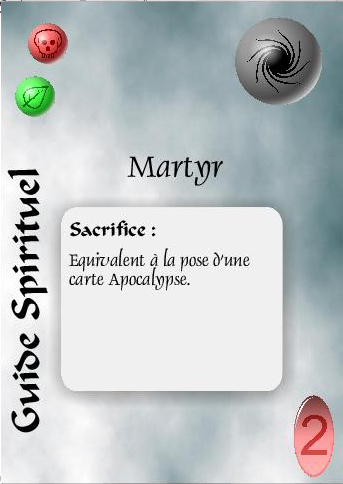 Martyr
Guide Spirituel
Sacrifice :
Equivalent à la pose d'une
carte Apocalypse.
2